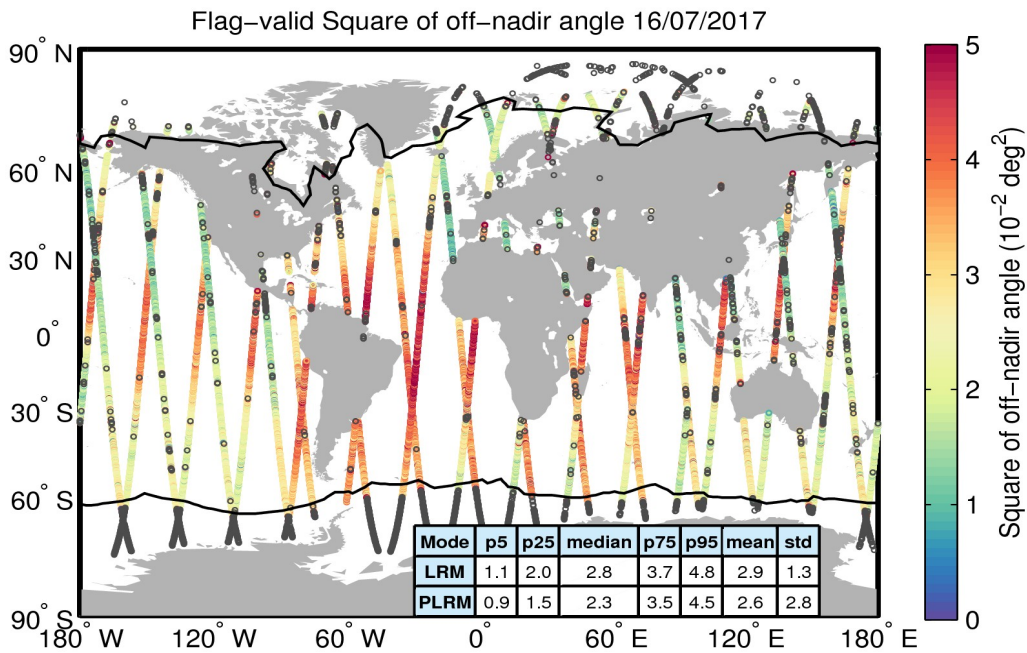 Flag−valid Square of off−nadir angle 16/07/2017
90° N
60° N
30° N
0°
30° S
60° S
90° S
180° W
120° W
60° W
0°
60° E
120° E
180° E
Mode p5 p25 median p75 p95 mean std
LRM 1.1 2.0 2.8 3.7 4.8 2.9 1.3
PLRM 0.9 1.5 2.3 3.5 4.5 2.6 2.8
5
4
3
2
1
0
Square of off−nadir angle (10⁻² deg²)